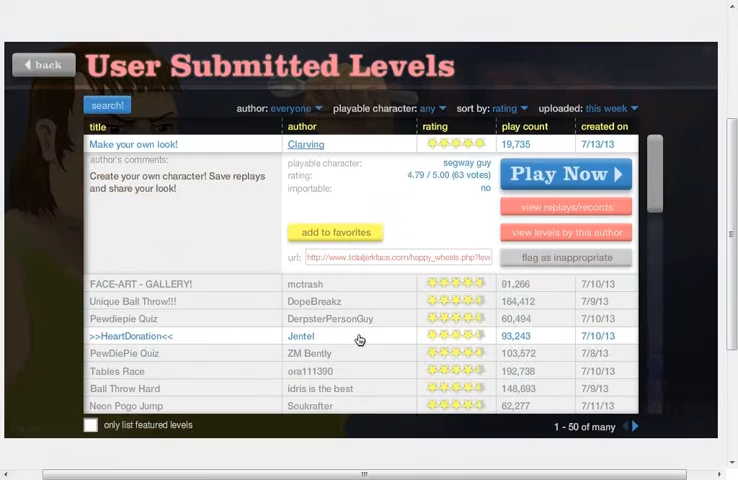 back
User Submitted Levels
search!
author: everyone playable character: any sort by: rating uploaded: this week
title author rating play count created on
Make your own look! Clarving 19,735 7/13/13
author's comments:
Create your own character! Save replays
and share your look!
playable character: segway guy
rating: 4.79 / 5.00 (63 votes)
importable: no
Play Now
view replays/records
add to favorites
view levels by this author
url: http://www.totaljerkface.com/happy_wheels.php?leve
flag as inappropriate
FACE-ART - GALLERY! mctrash 91,266 7/10/13
Unique Ball Throw!!! DopeBreakz 164,412 7/9/13
Pewdiepie Quiz DerpsterPersonGuy 60,494 7/10/13
>>HeartDonation<< Jentel 93,243 7/10/13
PewDiePie Quiz ZM Bently 103,572 7/8/13
Tables Race ora111390 192,738 7/10/13
Ball Throw Hard idris is the best 148,693 7/9/13
Neon Pogo Jump Soukrafter 62,277 7/11/13
only list featured levels
1 - 50 of many